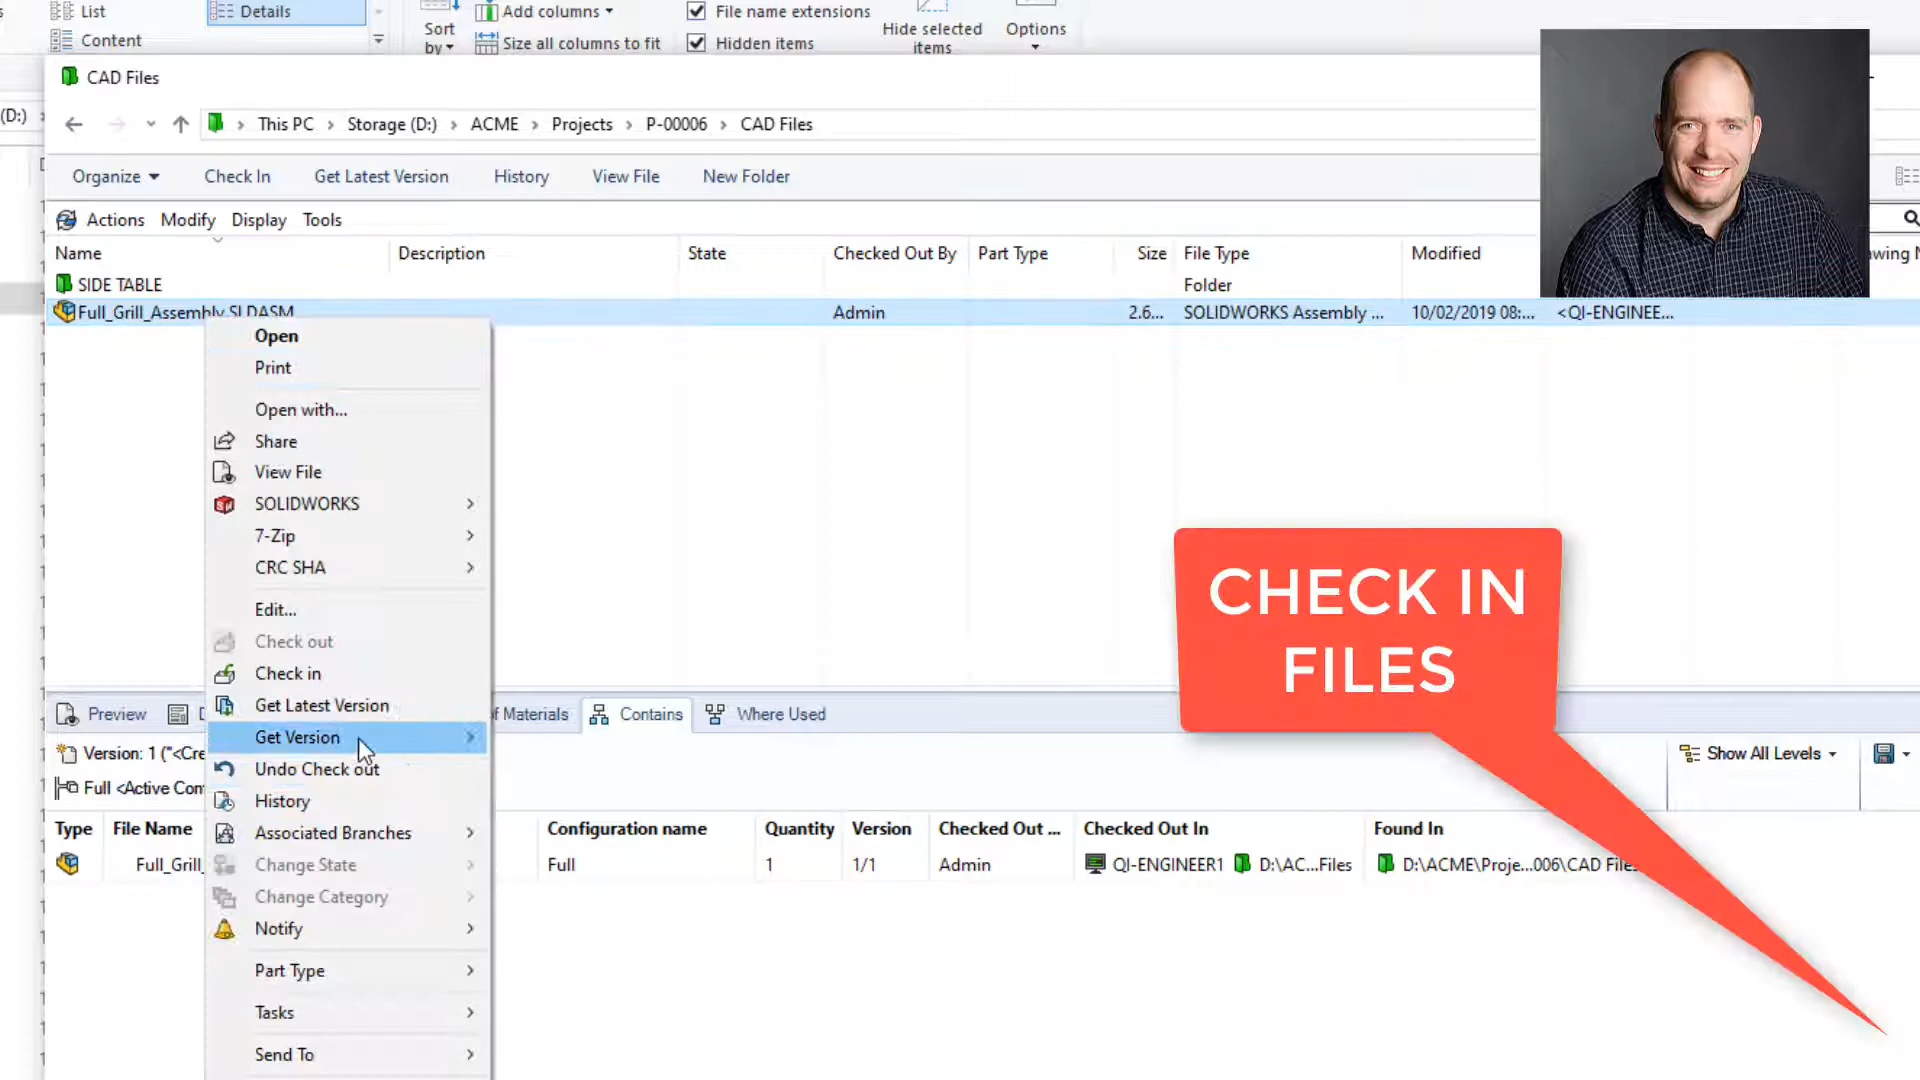 List
Details
Content
Sort
by
Add columns
Size all columns to fit
File name extensions
Hidden items
Hide selected
items
Options
CAD Files
(D:)
This PC
Storage (D:)
ACME
Projects
P-00006
CAD Files
Organize
Check In
Get Latest Version
History
View File
New Folder
Actions
Modify
Display
Tools
Name
Description
State
Checked Out By
Part Type
Size
File Type
Modified
SIDE TABLE
Folder
Full_Grill_Assembly.SLDASM
Admin
2.6...
SOLIDWORKS Assembly ...
10/02/2019 08:...
<QI-ENGINEE...
Open
Print
Open with...
Share
View File
SOLIDWORKS
7-Zip
CRC SHA
Edit...
Check out
Check in
Get Latest Version
Get Version
Undo Check out
History
Associated Branches
Change State
Change Category
Notify
Part Type
Tasks
Send To
CHECK IN
FILES
Preview
Materials
Contains
Where Used
Version: 1 ("<Cre
Show All Levels
Full <Active Con
Type
File Name
Configuration name
Quantity
Version
Checked Out ...
Checked Out In
Found In
Full_Grill_
Full
1
1/1
Admin
QI-ENGINEER1
D:\AC...Files
D:\ACME\Proje...006\CAD Files